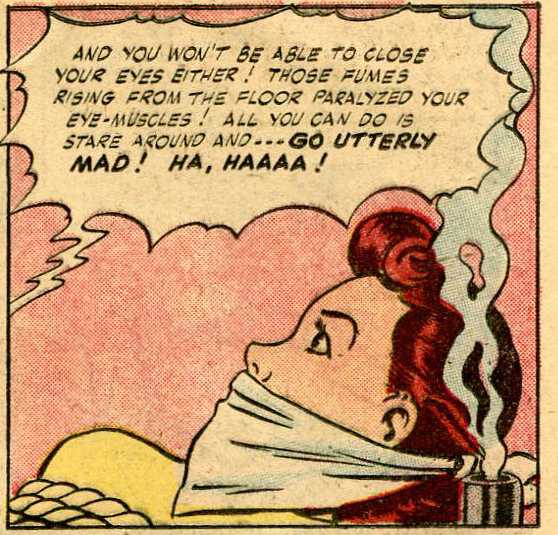 AND YOU WON'T BE ABLE TO CLOSE
YOUR EYES EITHER! THOSE FUMES
RISING FROM THE FLOOR PARALYZED YOUR
EYE-MUSCLES! ALL YOU CAN DO IS
STARE AROUND AND---GO UTTERLY
MAD! HA, HAAAA!